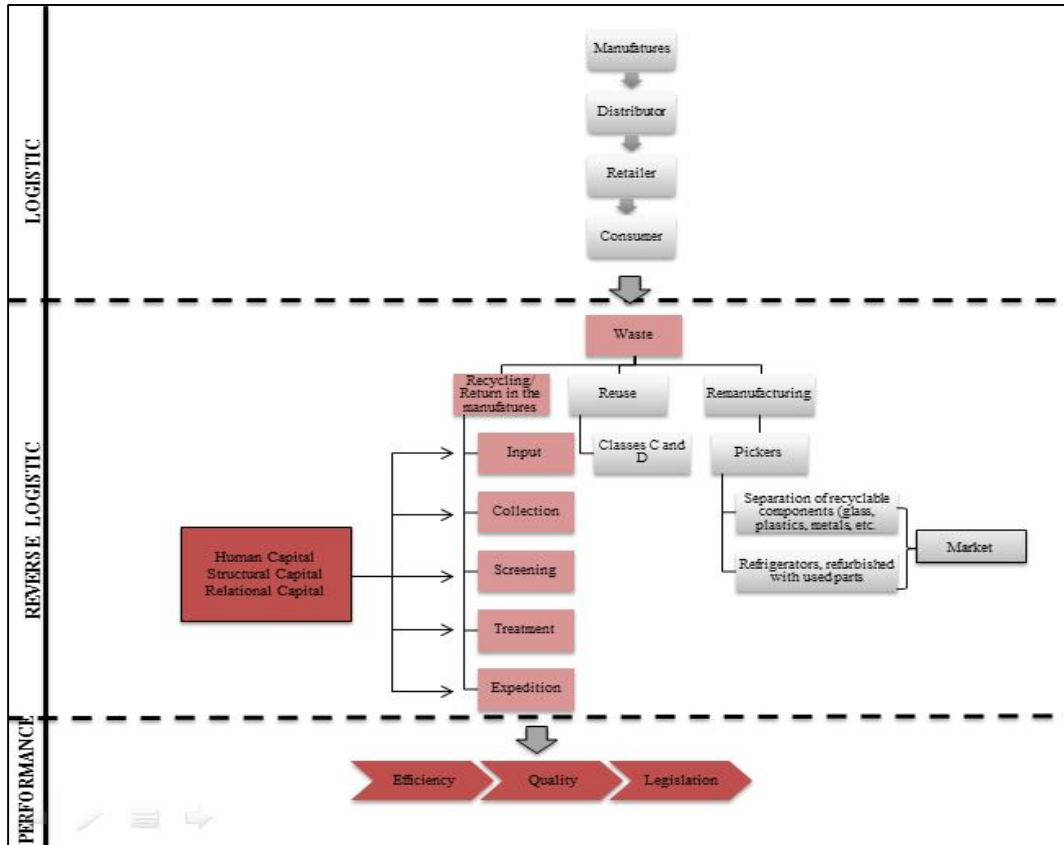 LOGISTIC
Manufatures
Distributor
Retailer
Consumer
REVERSE LOGISTIC
Waste
Recycling/
Return in the
manufatures
Reuse
Remanufacturing
Input
Classes C and
D
Pickers
Collection
Separation of recyclable
components (glass,
plastics, metals, etc.
Market
Human Capital
Structural Capital
Relational Capital
Screening
Refrigerators, refurbished
with used parts
Treatment
Expedition
PERFORMANCE
Efficiency
Quality
Legislation